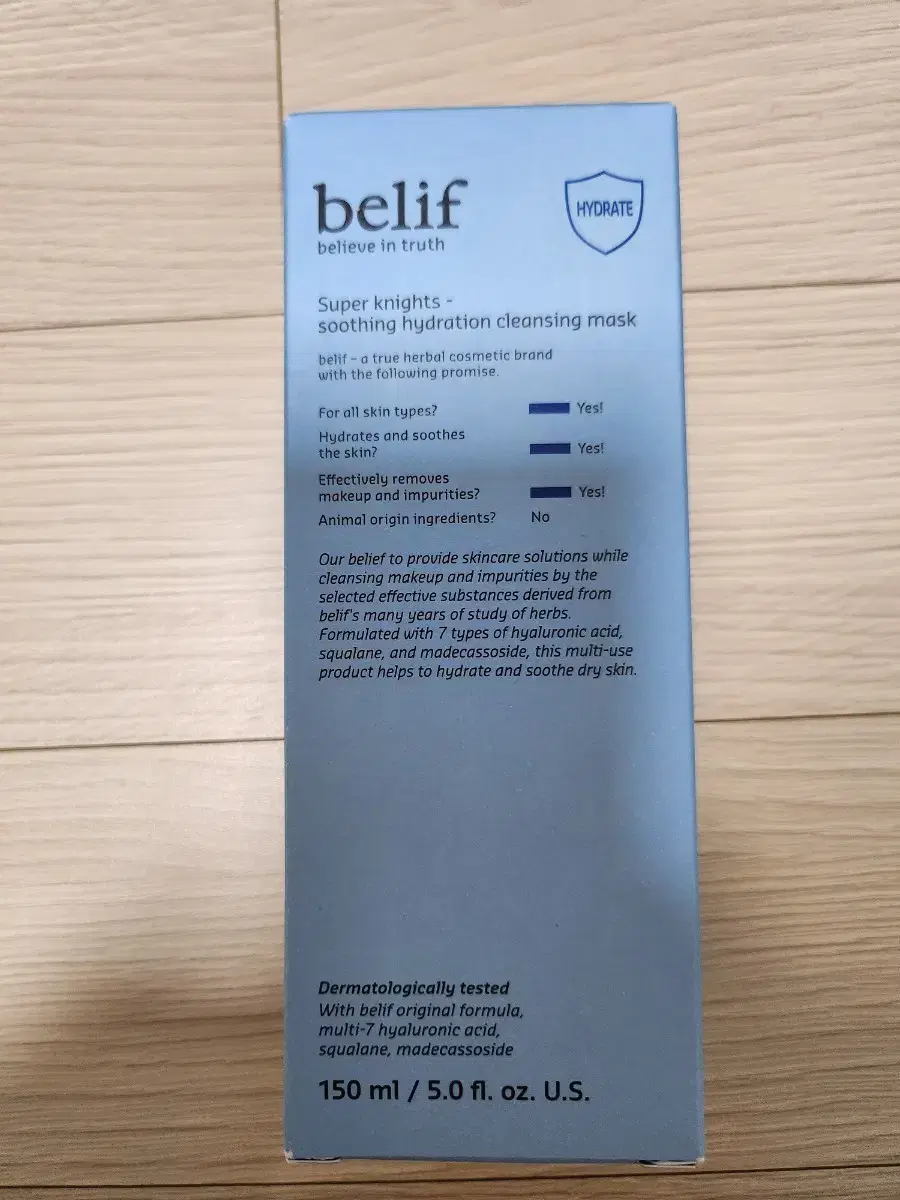 belif
believe in truth
HYDRATE
Super knights -
soothing hydration cleansing mask
belif - a true herbal cosmetic brand
with the following promise.
For all skin types? Yes!
Hydrates and soothes
the skin? Yes!
Effectively removes
makeup and impurities? Yes!
Animal origin ingredients? No
Our belief to provide skincare solutions while
cleansing makeup and impurities by the
selected effective substances derived from
belif's many years of study of herbs.
Formulated with 7 types of hyaluronic acid,
squalane, and madecassoside, this multi-use
product helps to hydrate and soothe dry skin.
Dermatologically tested
With belif original formula,
multi-7 hyaluronic acid,
squalane, madecassoside
150 ml / 5.0 fl. oz. U.S.